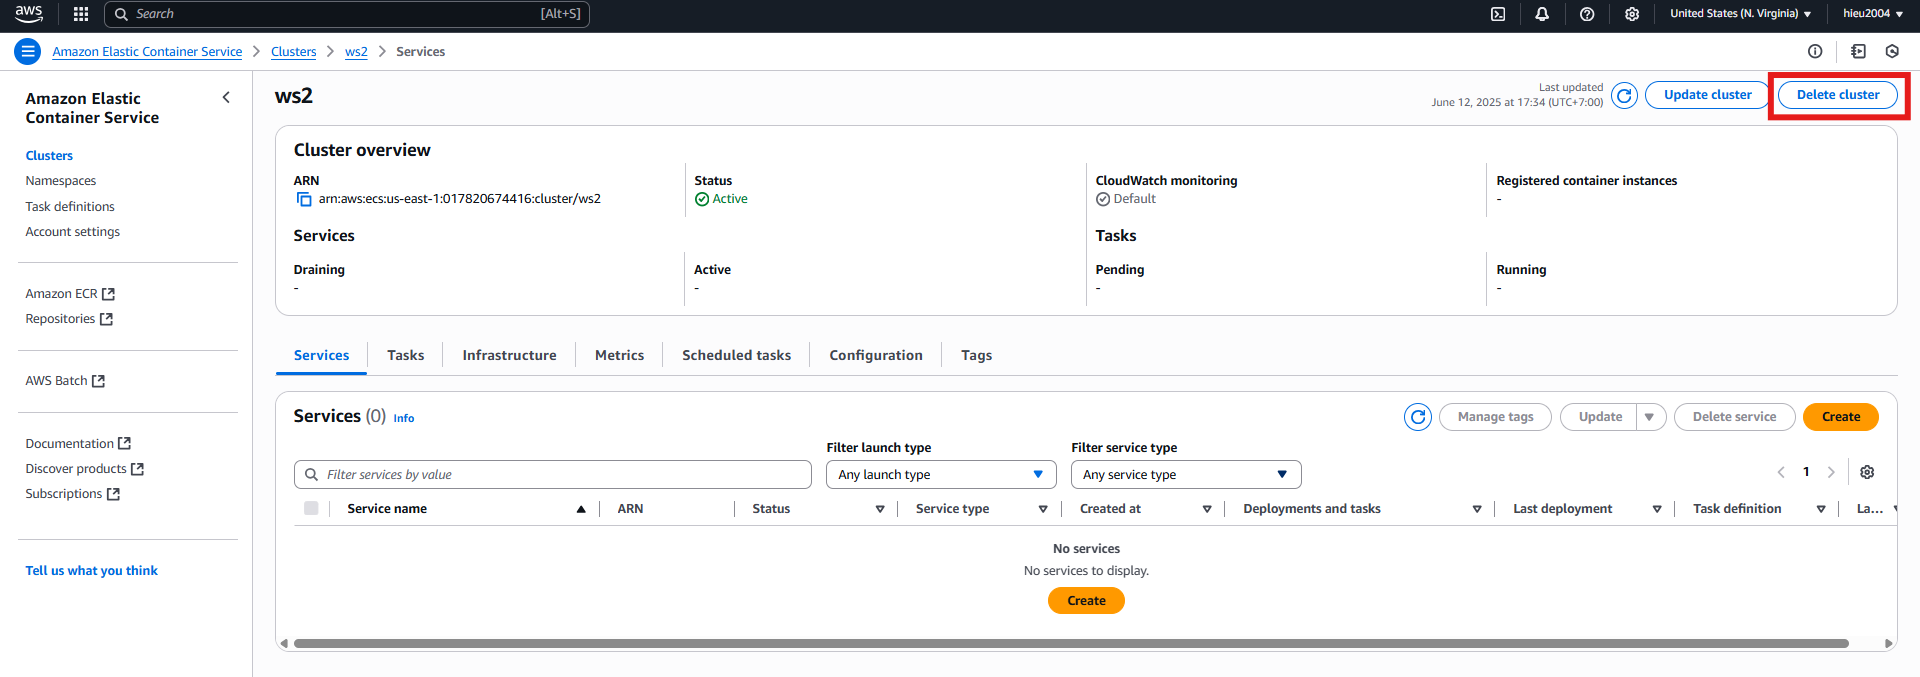 aws
Search [Alt+S]
United States (N. Virginia) hieu2004
Amazon Elastic Container Service Clusters ws2 Services
Amazon Elastic
Container Service
Clusters
Namespaces
Task definitions
Account settings
Amazon ECR
Repositories
AWS Batch
Documentation
Discover products
Subscriptions
Tell us what you think
ws2
Last updated
June 12, 2025 at 17:34 (UTC+7:00)
Update cluster
Delete cluster
Cluster overview
ARN
arn:aws:ecs:us-east-1:017820674416:cluster/ws2
Status
Active
CloudWatch monitoring
Default
Registered container instances
-
Services
Draining
-
Active
-
Tasks
Pending
-
Running
-
Services Tasks Infrastructure Metrics Scheduled tasks Configuration Tags
Services (0) Info
Manage tags Update Delete service Create
Filter launch type
Filter service type
Filter services by value
Any launch type
Any service type
1
Service name ARN Status Service type Created at Deployments and tasks Last deployment Task definition La...
No services
No services to display.
Create